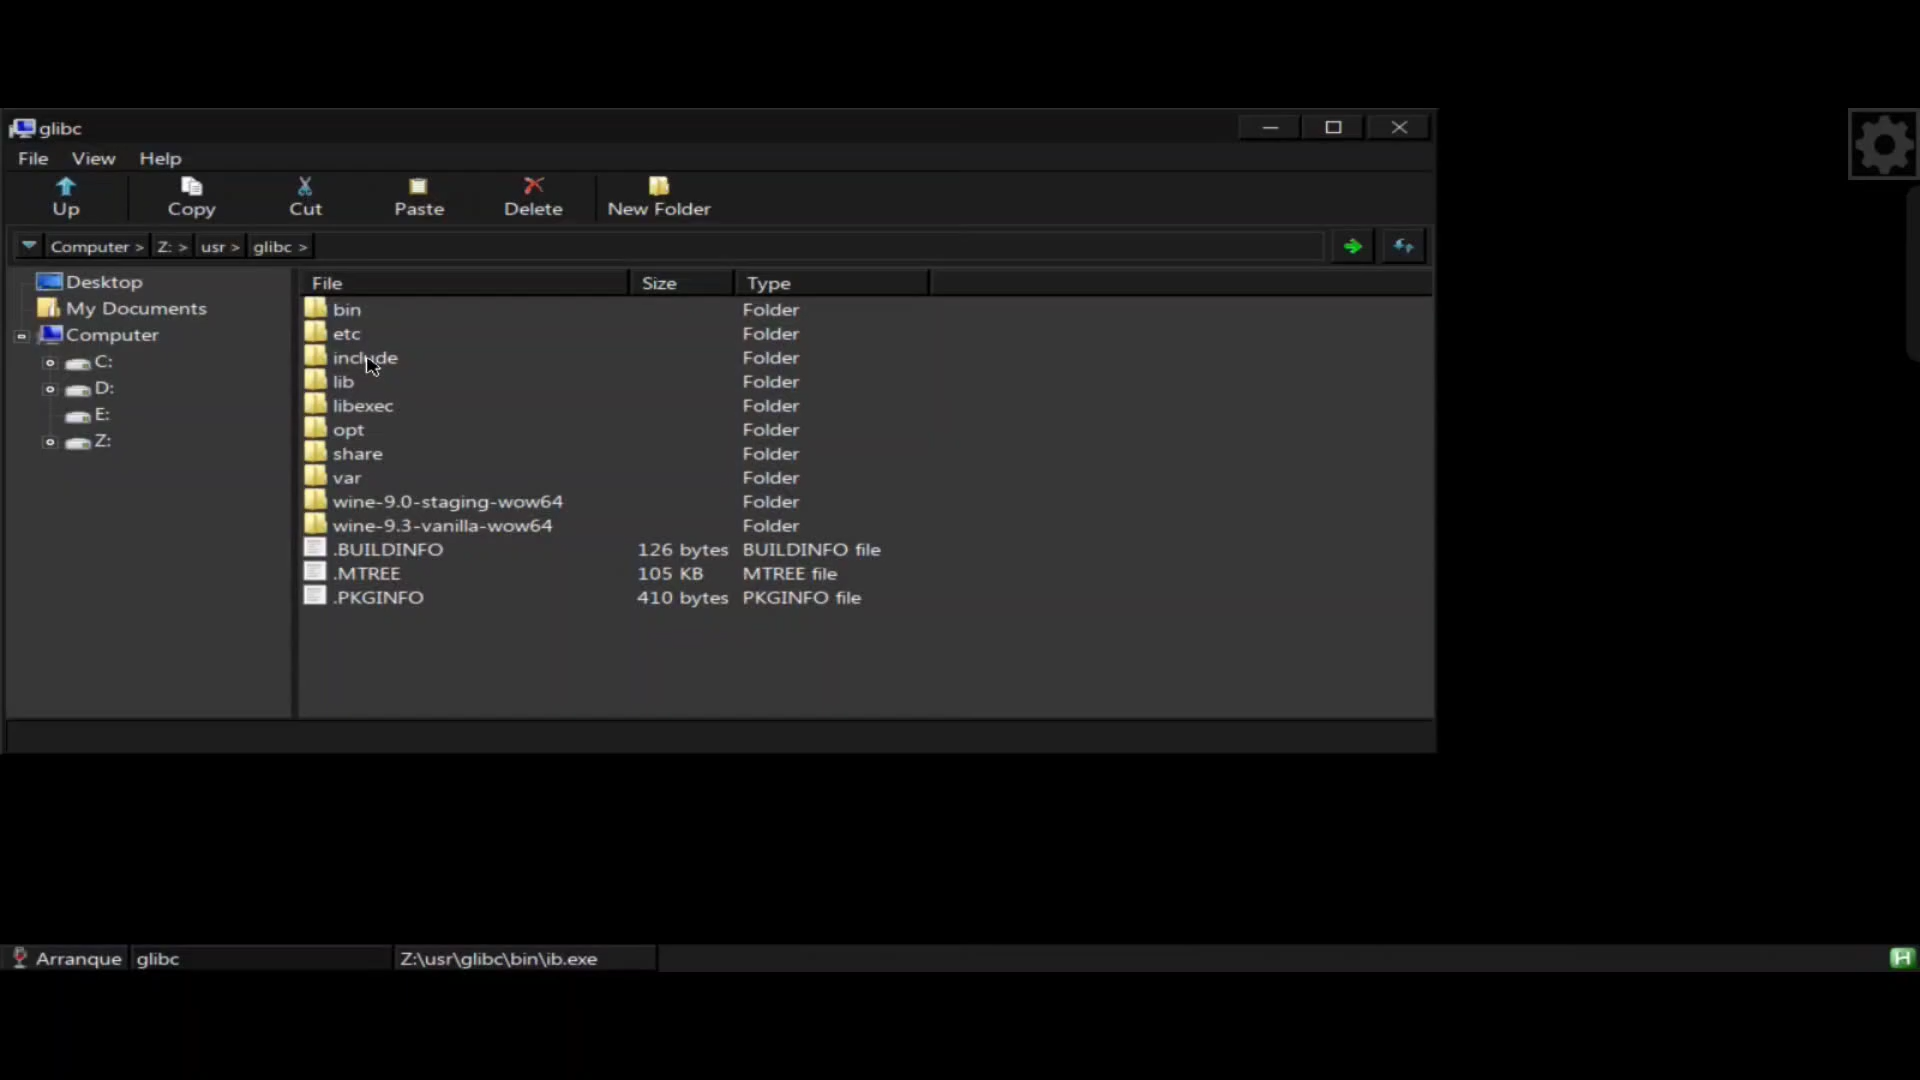 glibc
File View Help
Up Copy Cut Paste Delete New Folder
Computer > Z: > usr > glibc >
Desktop
My Documents
Computer
C:
D:
E:
Z:
File Size Type
bin Folder
etc Folder
include Folder
lib Folder
libexec Folder
opt Folder
share Folder
var Folder
wine-9.0-staging-wow64 Folder
wine-9.3-vanilla-wow64 Folder
.BUILDINFO 126 bytes BUILDINFO file
.MTREE 105 KB MTREE file
.PKGINFO 410 bytes PKGINFO file
Arranque glibc Z:\usr\glibc\bin\ib.exe H